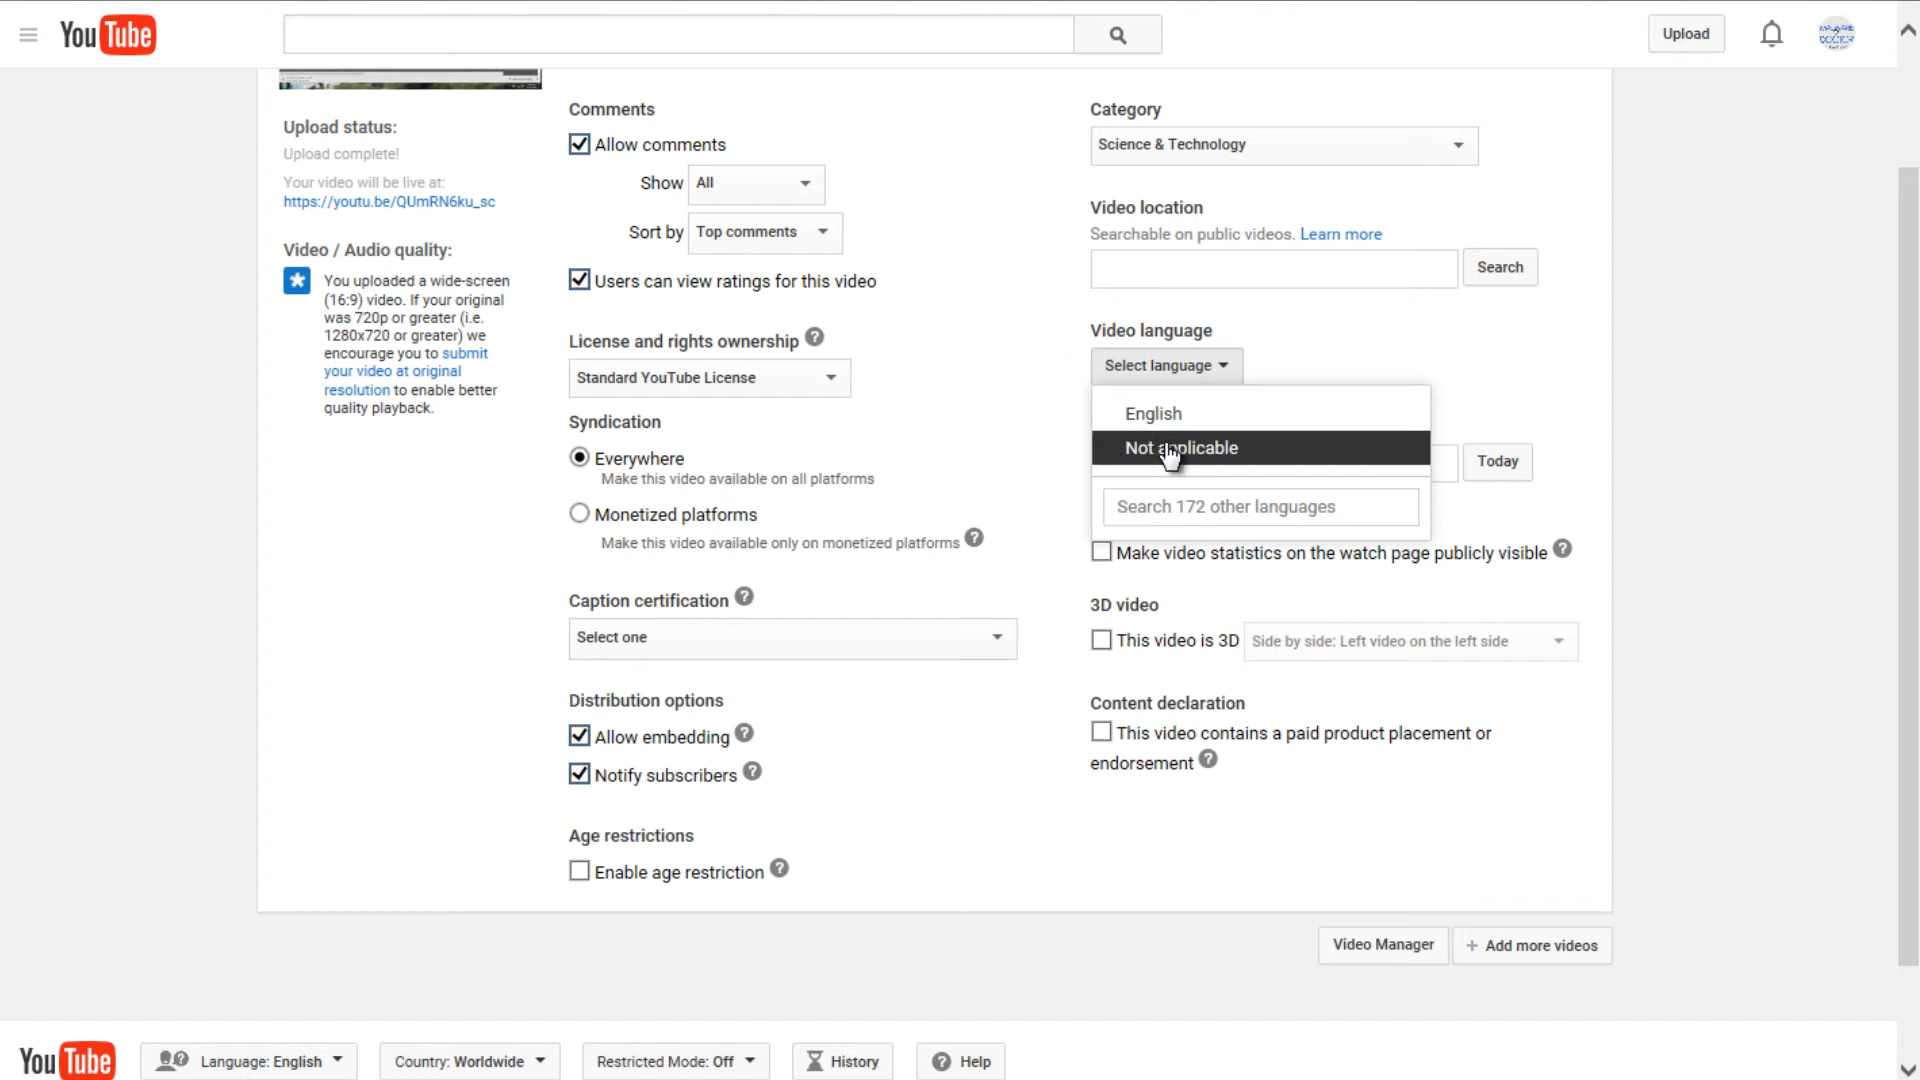 YouTube
Upload
Upload status:
Upload complete!
Your video will be live at:
https://youtu.be/QUmRN6ku_sc
Video / Audio quality:
You uploaded a wide-screen
(16:9) video. If your original
was 720p or greater (i.e.
1280x720 or greater) we
encourage you to submit
your video at original
resolution to enable better
quality playback.
Comments
Allow comments
Show All
Sort by Top comments
Users can view ratings for this video
License and rights ownership ?
Standard YouTube License
Syndication
Everywhere
Make this video available on all platforms
Monetized platforms
Make this video available only on monetized platforms ?
Caption certification ?
Select one
Distribution options
Allow embedding ?
Notify subscribers ?
Age restrictions
Enable age restriction ?
Category
Science & Technology
Video location
Searchable on public videos. Learn more
Search
Video language
Select language
English
Not applicable
Today
Search 172 other languages
Make video statistics on the watch page publicly visible ?
3D video
This video is 3D Side by side: Left video on the left side
Content declaration
This video contains a paid product placement or
endorsement ?
Video Manager + Add more videos
YouTube Language: English Country: Worldwide Restricted Mode: Off History ? Help